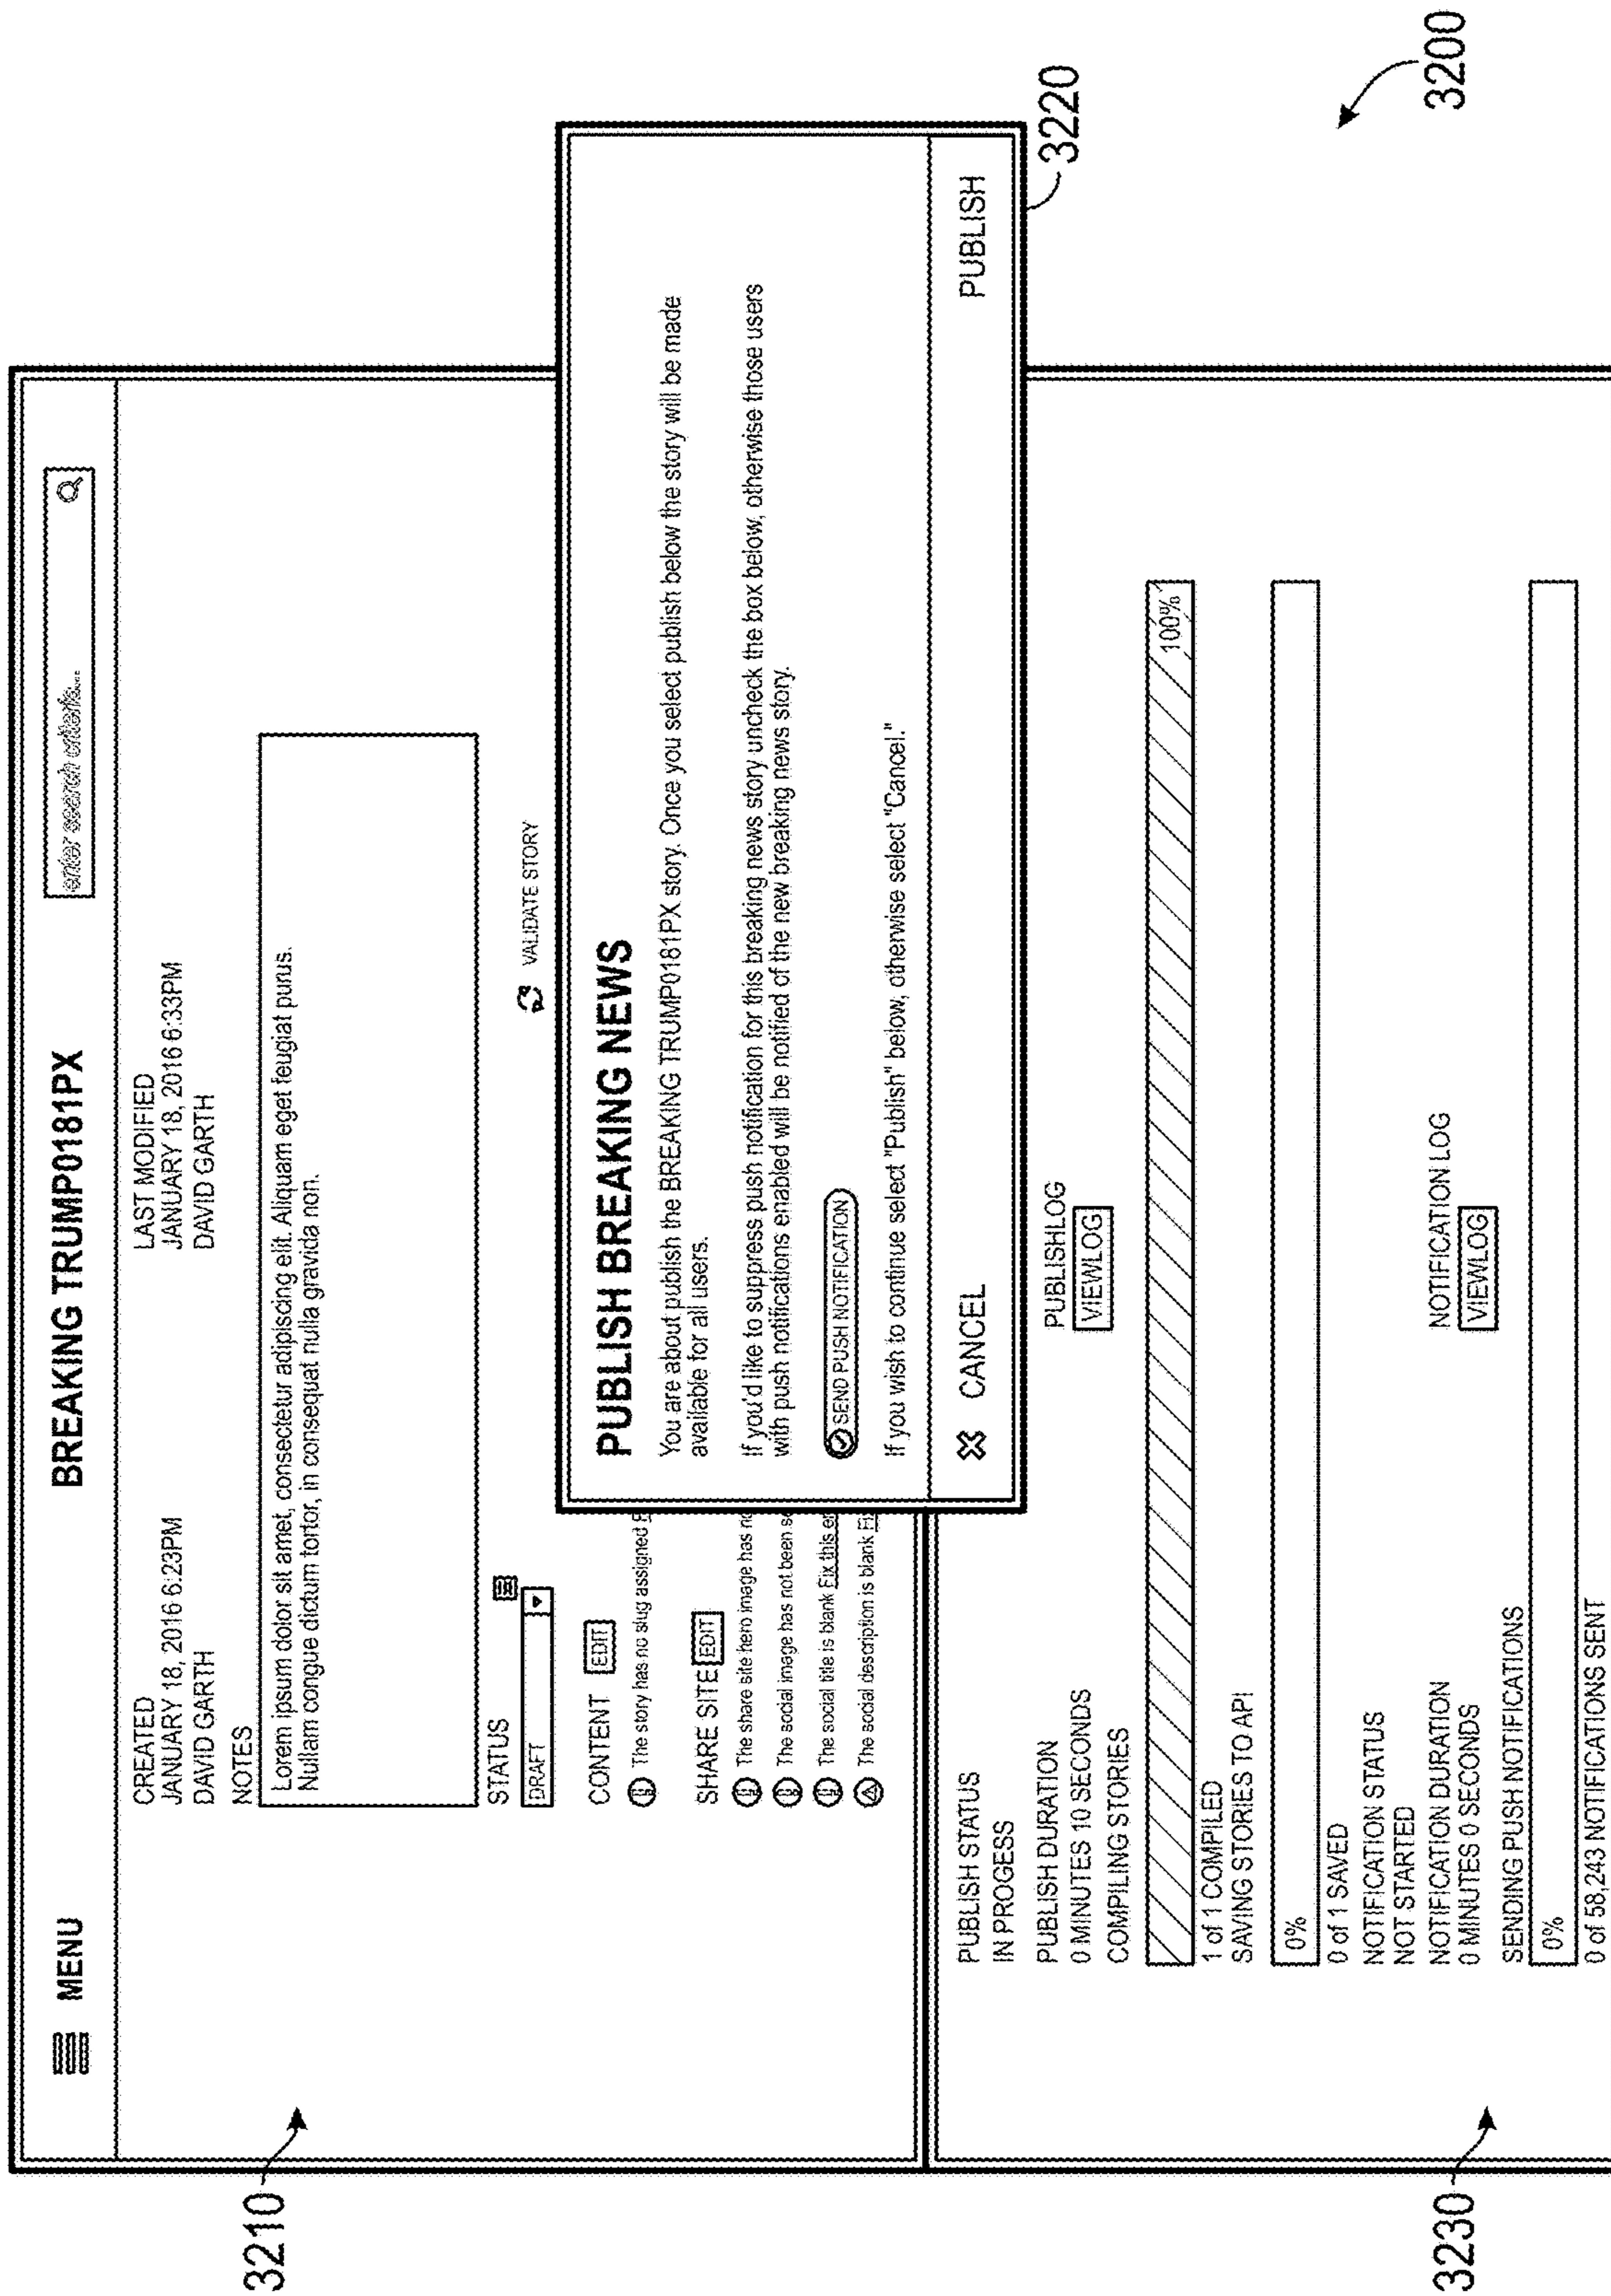 MENU
BREAKING TRUMP0181PX
enter search criteria...
CREATED
JANUARY 18, 2016 6:23PM
DAVID GARTH
LAST MODIFIED
JANUARY 18, 2016 6:33PM
DAVID GARTH
NOTES
Lorem ipsum dolor sit amet, consectetur adipiscing elit. Aliquam eget feugiat purus.
Nullam congue dictum tortor, in consequat nulla gravida non.
STATUS
DRAFT
VALIDATE STORY
CONTENT EDIT
The story has no slug assigned F
SHARE SITE EDIT
The share site hero image has no
The social image has not been se
The social title is blank Fix this er
The social description is blank Fi
3210
PUBLISH BREAKING NEWS
You are about publish the BREAKING TRUMP0181PX story. Once you select publish below the story will be made
available for all users.
If you'd like to suppress push notification for this breaking news story uncheck the box below, otherwise those users
with push notifications enabled will be notified of the new breaking news story.
SEND PUSH NOTIFICATION
If you wish to continue select "Publish" below, otherwise select "Cancel."
CANCEL
PUBLISH
3220
PUBLISH STATUS
IN PROGESS
PUBLISH DURATION
0 MINUTES 10 SECONDS
PUBLISHLOG
VIEWLOG
COMPILING STORIES
100%
1 of 1 COMPILED
SAVING STORIES TO API
0%
0 of 1 SAVED
NOTIFICATION STATUS
NOT STARTED
NOTIFICATION DURATION
0 MINUTES 0 SECONDS
NOTIFICATION LOG
VIEWLOG
SENDING PUSH NOTIFICATIONS
0%
0 of 58,243 NOTIFICATIONS SENT
3230
3200